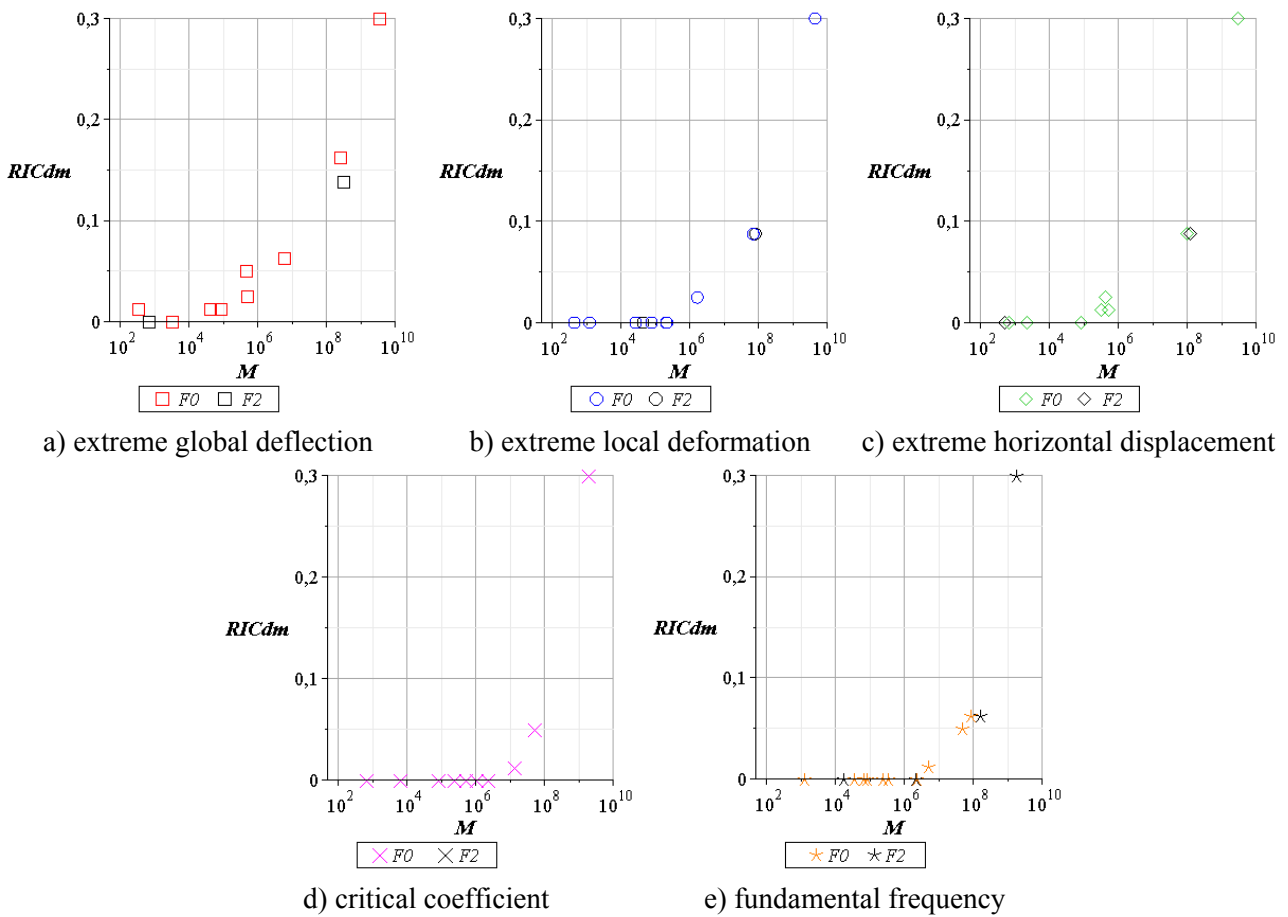 0,3
0,2
RICdm
0,1
0
10^2 10^4 10^6 10^8 10^10
M
F0 F2
a) extreme global deflection
0,3
0,2
RICdm
0,1
0
10^2 10^4 10^6 10^8 10^10
M
F0 F2
b) extreme local deformation
0,3
0,2
RICdm
0,1
0
10^2 10^4 10^6 10^8 10^10
M
F0 F2
c) extreme horizontal displacement
0,3
0,2
RICdm
0,1
0
10^2 10^4 10^6 10^8 10^10
M
F0 F2
d) critical coefficient
0,3
0,2
RICdm
0,1
0
10^2 10^4 10^6 10^8 10^10
M
F0 F2
e) fundamental frequency